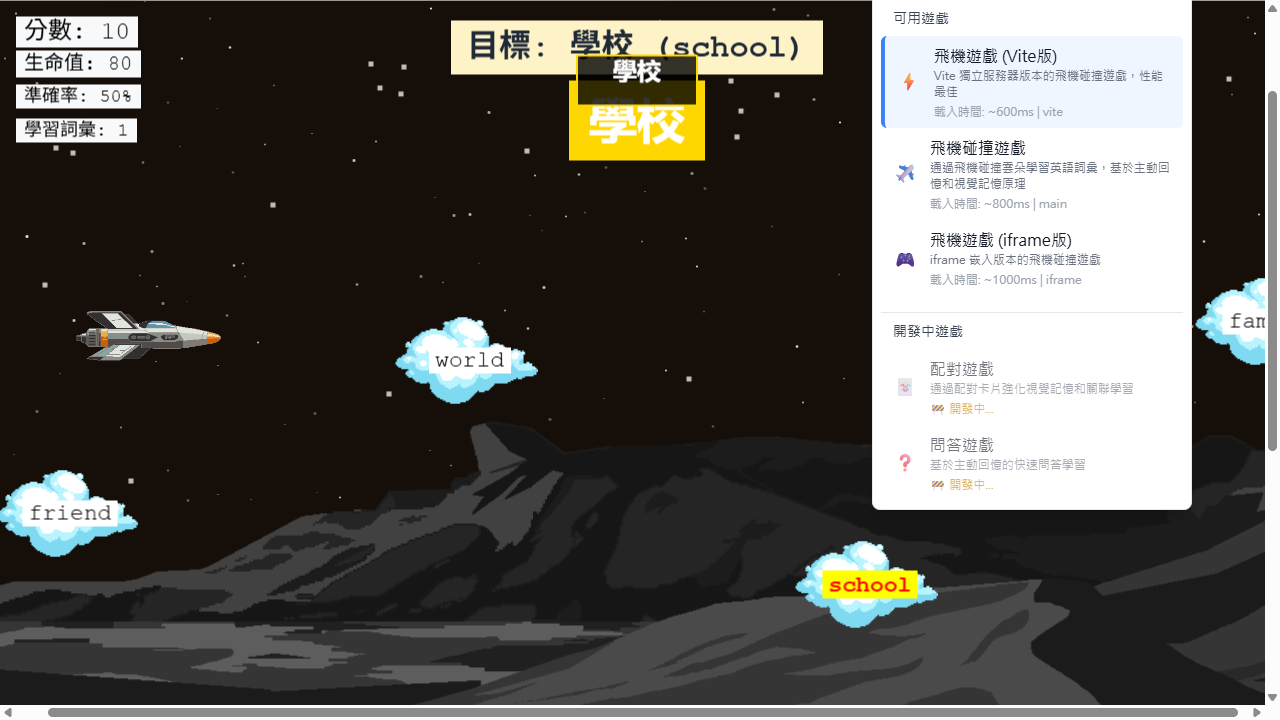 分數: 10
生命值: 80
準確率: 50%
學習詞彙: 1
目標: 學校 (school)
學校
學校
world
friend
school
fam
可用遊戲
飛機遊戲 (Vite版)
Vite 獨立服務器版本的飛機碰撞遊戲，性能
最佳
載入時間: ~600ms | vite
飛機碰撞遊戲
通過飛機碰撞雲朵學習英語詞彙，基於主動回
憶和視覺記憶原理
載入時間: ~800ms | main
飛機遊戲 (iframe版)
iframe 嵌入版本的飛機碰撞遊戲
載入時間: ~1000ms | iframe
開發中遊戲
配對遊戲
通過配對卡片強化視覺記憶和關聯學習
🚧 開發中...
問答遊戲
基於主動回憶的快速問答學習
🚧 開發中...